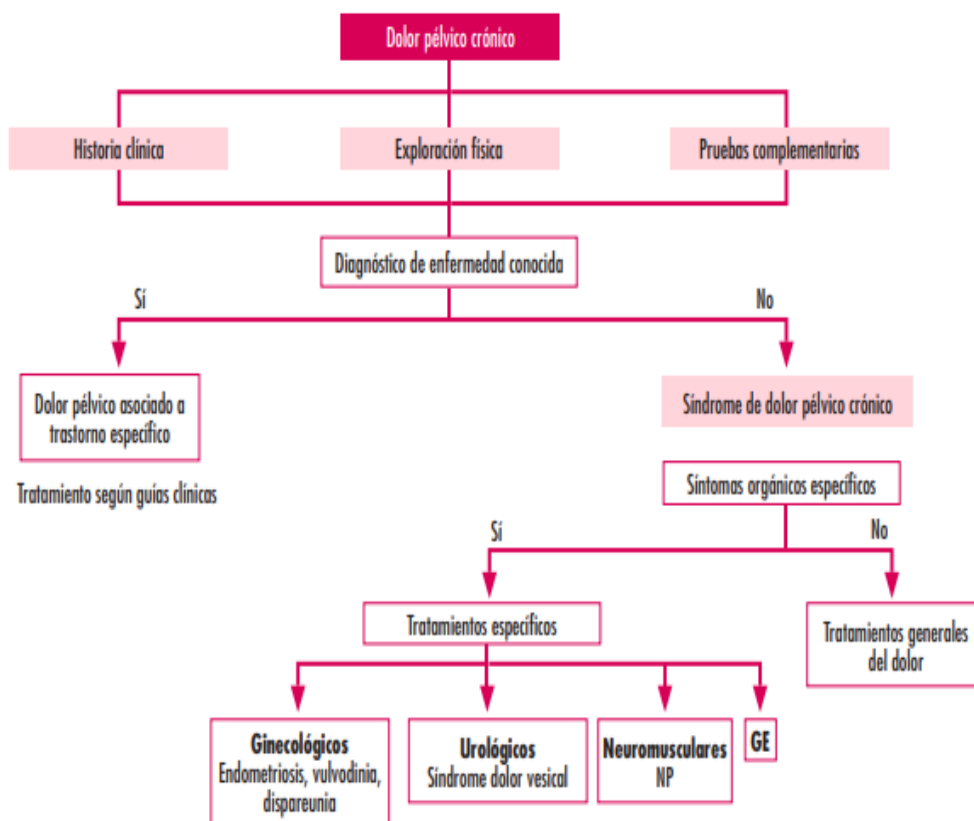 Dolor pélvico crónico
Historia clínica
Exploración física
Pruebas complementarias
Diagnóstico de enfermedad conocida
Sí
No
Dolor pélvico asociado a
trastorno específico
Síndrome de dolor pélvico crónico
Tratamiento según guías clínicas
Síntomas orgánicos específicos
Sí
No
Tratamientos específicos
Tratamientos generales
del dolor
Ginecológicos
Endometriosis, vulvodinia,
dispareunia
Urológicos
Síndrome dolor vesical
Neuromusculares
NP
GE